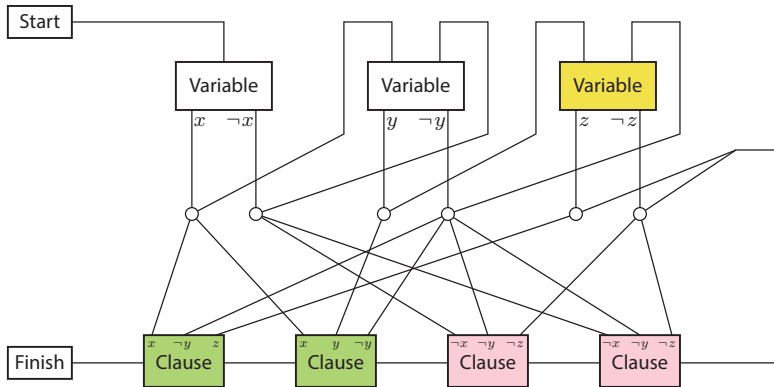 Start
Variable Variable Variable
x ¬x y ¬y z ¬z
x ¬y z x y ¬y ¬x ¬y ¬z ¬x ¬y ¬z
Finish Clause Clause Clause Clause